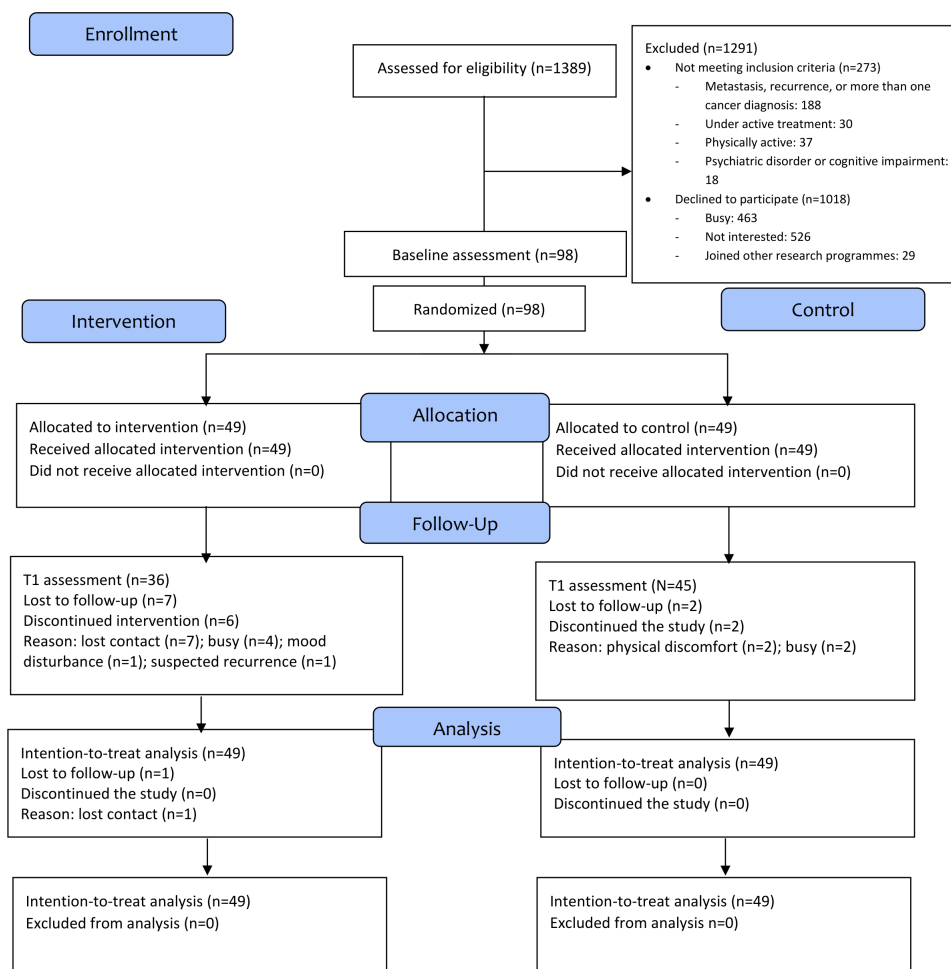 Enrollment
Assessed for eligibility (n=1389)
Excluded (n=1291)
• Not meeting inclusion criteria (n=273)
- Metastasis, recurrence, or more than one
cancer diagnosis: 188
- Under active treatment: 30
- Physically active: 37
- Psychiatric disorder or cognitive impairment:
18
• Declined to participate (n=1018)
- Busy: 463
- Not interested: 526
- Joined other research programmes: 29
Baseline assessment (n=98)
Randomized (n=98)
Intervention
Control
Allocation
Allocated to intervention (n=49)
Received allocated intervention (n=49)
Did not receive allocated intervention (n=0)
Allocated to control (n=49)
Received allocated intervention (n=49)
Did not receive allocated intervention (n=0)
Follow-Up
T1 assessment (n=36)
Lost to follow-up (n=7)
Discontinued intervention (n=6)
Reason: lost contact (n=7); busy (n=4); mood
disturbance (n=1); suspected recurrence (n=1)
T1 assessment (N=45)
Lost to follow-up (n=2)
Discontinued the study (n=2)
Reason: physical discomfort (n=2); busy (n=2)
Analysis
Intention-to-treat analysis (n=49)
Lost to follow-up (n=1)
Discontinued the study (n=0)
Reason: lost contact (n=1)
Intention-to-treat analysis (n=49)
Lost to follow-up (n=0)
Discontinued the study (n=0)
Intention-to-treat analysis (n=49)
Excluded from analysis (n=0)
Intention-to-treat analysis (n=49)
Excluded from analysis n=0)